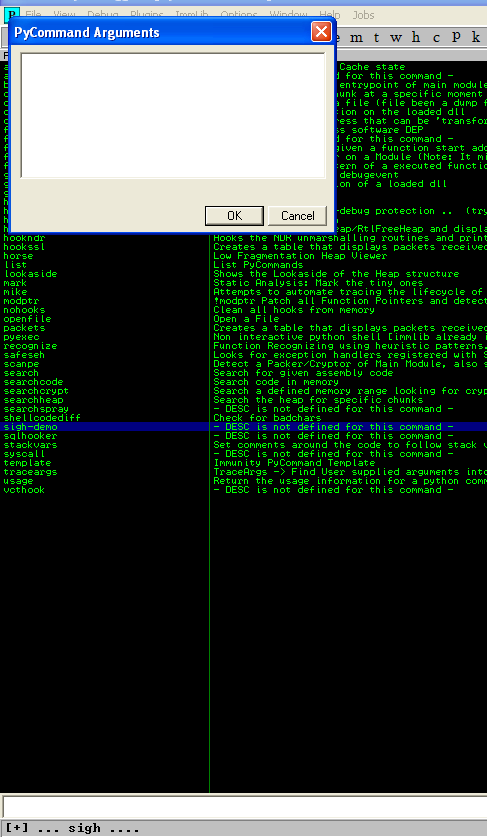 PyCommand Arguments
P File View Debug Plugins ImmLib Options Window Help Jobs
e m t w h c p k
OK Cancel
Cache state
d for this command -
entrypoint of main module
unk at a specific moment
a file (file been a dump f
ion on the loaded dll
ress that can be 'transfor
ss software DEP
d for this command -
given a function start add
r on a Module (Note: It mi
tern of a executed functio
debugevent
ion of a loaded dll
-debug protection .. (try
eap/RtlFreeHeap and displa
hookndr Hooks the NDR unmarshalling routines and print
hookssl Creates a table that displays packets received
horse Low Fragmentation Heap Viewer
list List PyCommands
lookaside Shows the Lookaside of the Heap structure
mark Static Analysis: Mark the tiny ones
mike Attempts to automate tracing the lifecycle of
modptr !modptr Patch all Function Pointers and detect
nohooks Clean all hooks from memory
openfile Open a File
packets Creates a table that displays packets received
pyexec Non interactive python shell [immlib already i
recognize Function Recognizing using heuristic patterns.
safeseh Looks for exception handlers registered with S
scanpe Detect a Packer/Cryptor of Main Module, also s
search Search for given assembly code
searchcode Search code in memory
searchcrypt Search a defined memory range looking for cryp
searchheap Search the heap for specific chunks
searchspray - DESC is not defined for this command -
shellcodediff Check for badchars
sigh-demo - DESC is not defined for this command -
sqlhooker - DESC is not defined for this command -
stackvars Set comments around the code to follow stack v
syscall - DESC is not defined for this command -
template Immunity PyCommand Template
traceargs TraceArgs -> Find User supplied arguments into
usage Return the usage information for a python comm
vcthook - DESC is not defined for this command -
[+] ... sigh ....